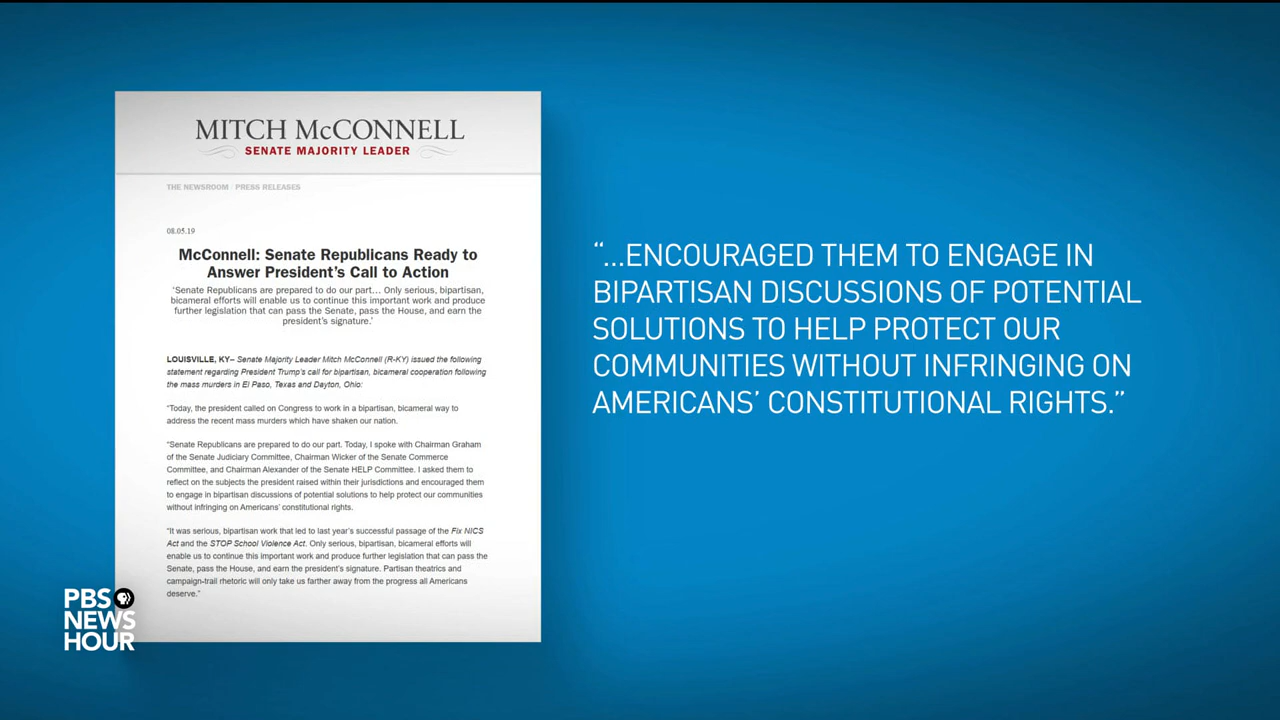 MITCH McCONNELL
SENATE MAJORITY LEADER
THE NEWSROOM / PRESS RELEASES
08.05.19
McConnell: Senate Republicans Ready to
Answer President's Call to Action
'Senate Republicans are prepared to do our part… Only serious, bipartisan,
bicameral efforts will enable us to continue this important work and produce
further legislation that can pass the Senate, pass the House, and earn the
president's signature.'
LOUISVILLE, KY– Senate Majority Leader Mitch McConnell (R-KY) issued the following
statement regarding President Trump's call for bipartisan, bicameral cooperation following
the mass murders in El Paso, Texas and Dayton, Ohio:
"Today, the president called on Congress to work in a bipartisan, bicameral way to
address the recent mass murders which have shaken our nation.
"Senate Republicans are prepared to do our part. Today, I spoke with Chairman Graham
of the Senate Judiciary Committee, Chairman Wicker of the Senate Commerce
Committee, and Chairman Alexander of the Senate HELP Committee. I asked them to
reflect on the subjects the president raised within their jurisdictions and encouraged them
to engage in bipartisan discussions of potential solutions to help protect our communities
without infringing on Americans' constitutional rights.
"It was serious, bipartisan work that led to last year's successful passage of the Fix NICS
Act and the STOP School Violence Act. Only serious, bipartisan, bicameral efforts will
enable us to continue this important work and produce further legislation that can pass the
Senate, pass the House, and earn the president's signature. Partisan theatrics and
campaign-trail rhetoric will only take us farther away from the progress all Americans
deserve."
"…ENCOURAGED THEM TO ENGAGE IN
BIPARTISAN DISCUSSIONS OF POTENTIAL
SOLUTIONS TO HELP PROTECT OUR
COMMUNITIES WITHOUT INFRINGING ON
AMERICANS' CONSTITUTIONAL RIGHTS."
PBS
NEWS
HOUR